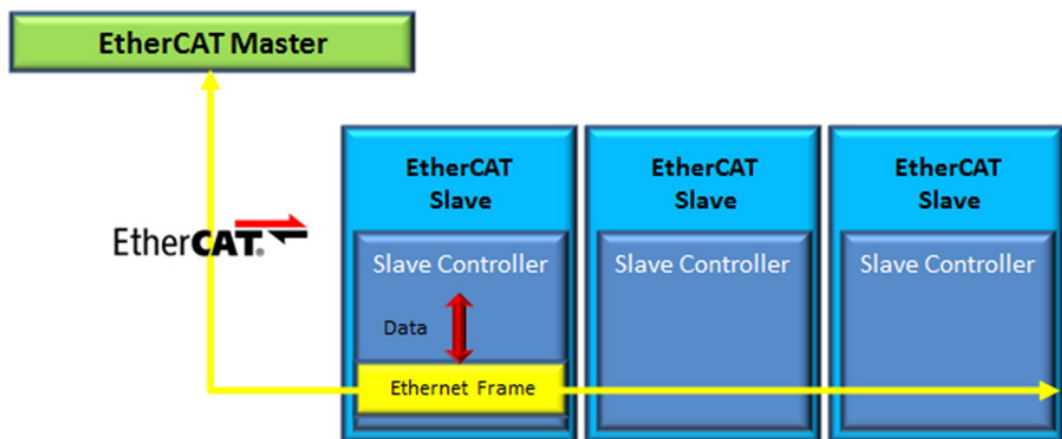 EtherCAT Master
EtherCAT
Slave
EtherCAT
Slave
EtherCAT
Slave
EtherCAT®
Slave Controller
Slave Controller
Slave Controller
Data
Ethernet Frame